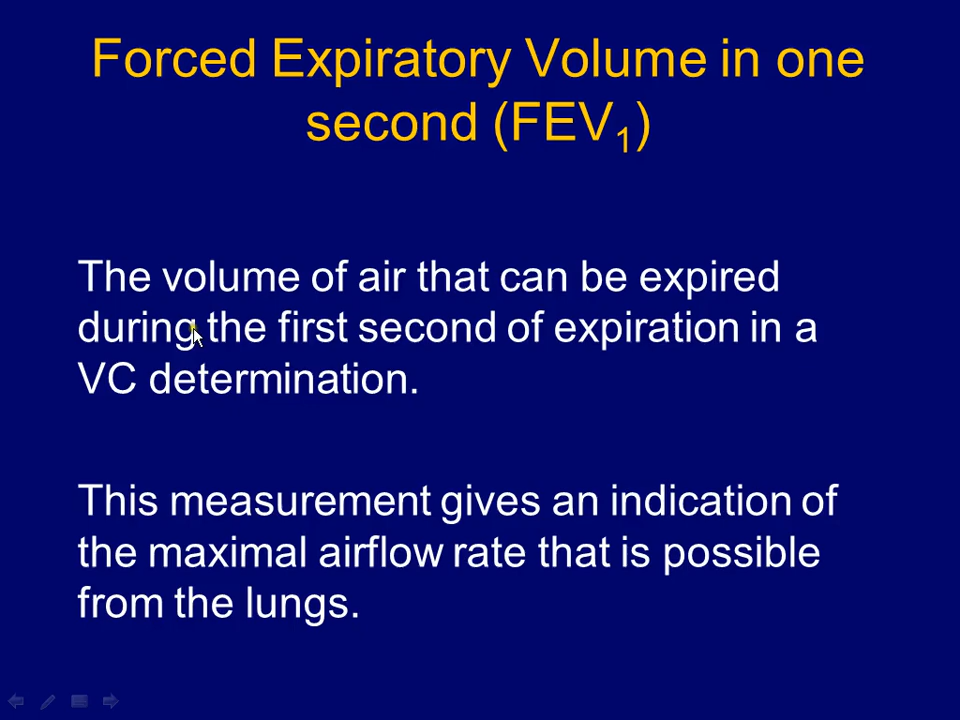 Forced Expiratory Volume in one
second (FEV₁)
The volume of air that can be expired
during the first second of expiration in a
VC determination.
This measurement gives an indication of
the maximal airflow rate that is possible
from the lungs.